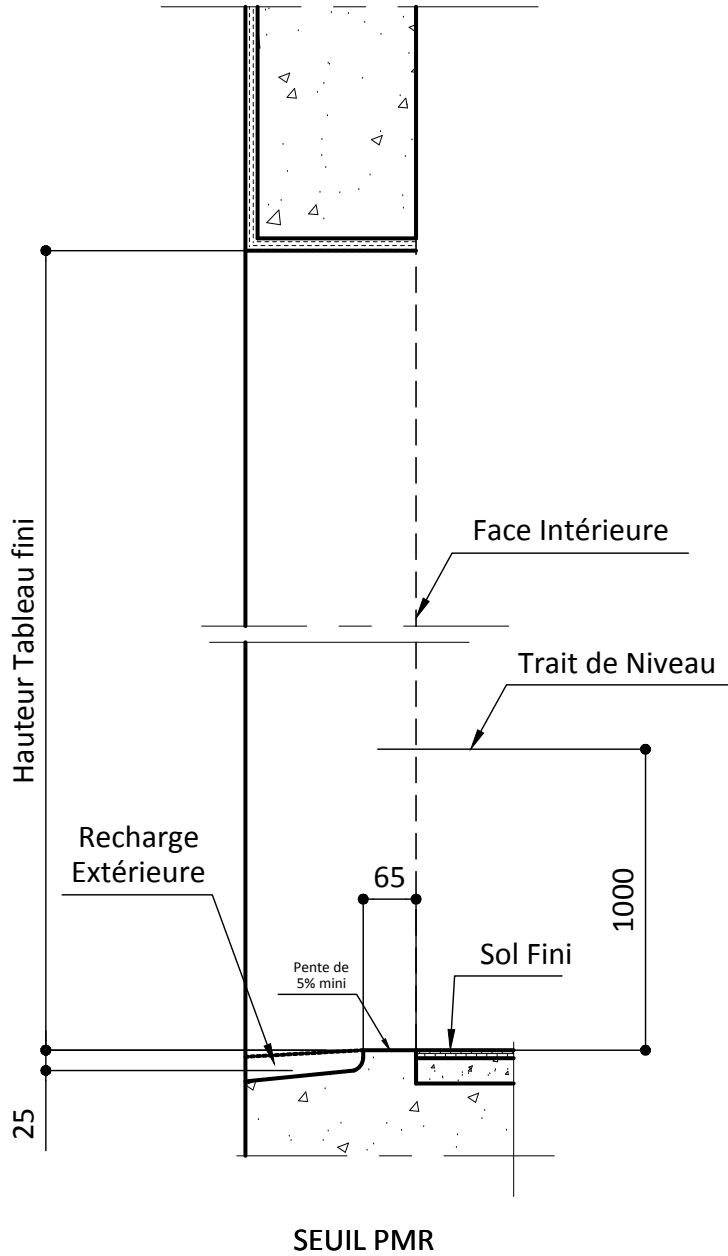 Hauteur Tableau fini
Face Intérieure
Trait de Niveau
Recharge
Extérieure
65
1000
Pente de
5% mini
Sol Fini
25
SEUIL PMR